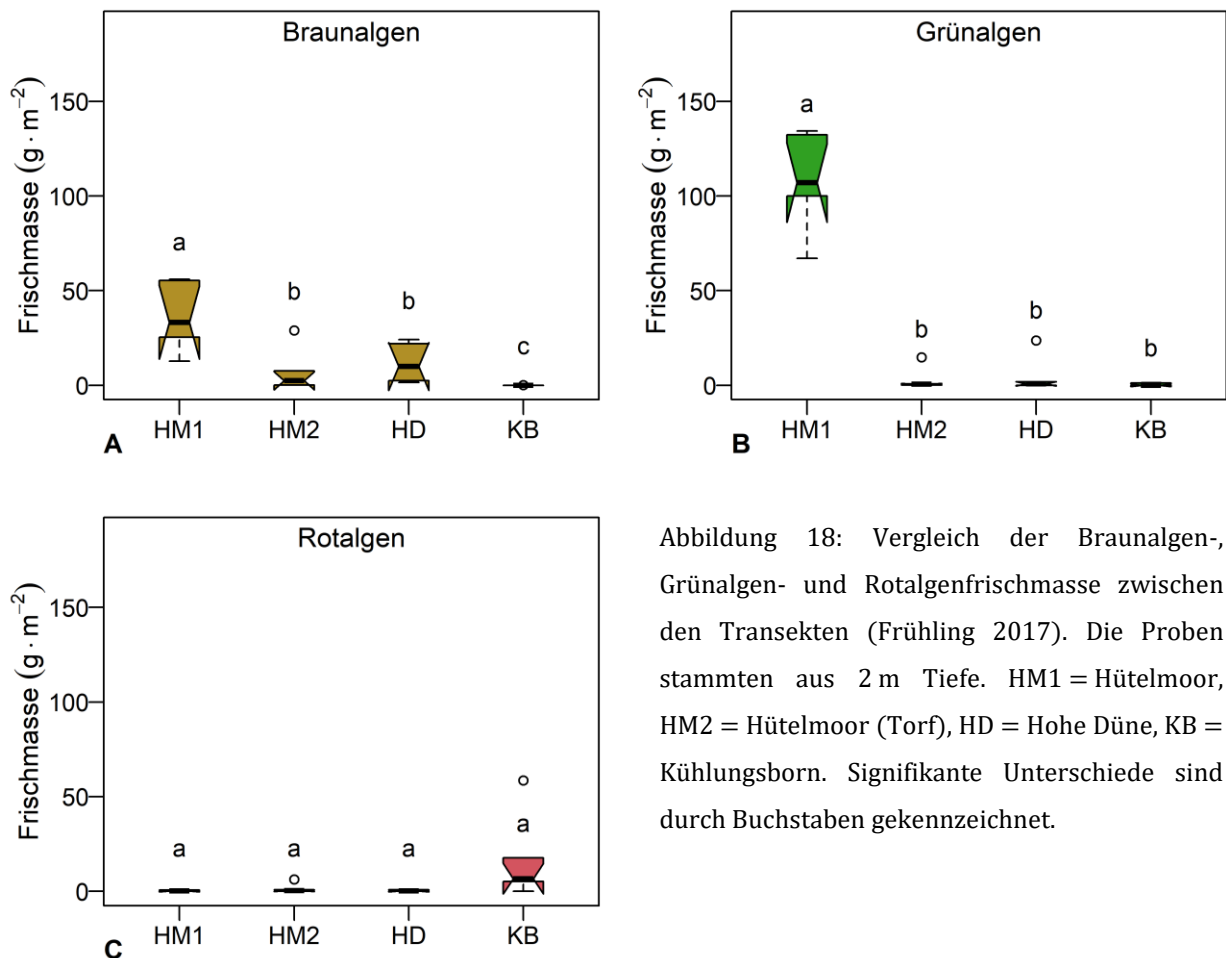 Braunalgen
Frischmasse (g · m⁻²)
150
100
50
0
a
b
b
c
HM1 HM2 HD KB
A
Grünalgen
Frischmasse (g · m⁻²)
150
100
50
0
a
b
b
b
HM1 HM2 HD KB
B
Rotalgen
Frischmasse (g · m⁻²)
150
100
50
0
a
a
a
a
HM1 HM2 HD KB
C
Abbildung 18: Vergleich der Braunalgen-,
Grünalgen- und Rotalgenfrischmasse zwischen
den Transekten (Frühling 2017). Die Proben
stammten aus 2 m Tiefe. HM1 = Hütelmoor,
HM2 = Hütelmoor (Torf), HD = Hohe Düne, KB =
Kühlungsborn. Signifikante Unterschiede sind
durch Buchstaben gekennzeichnet.